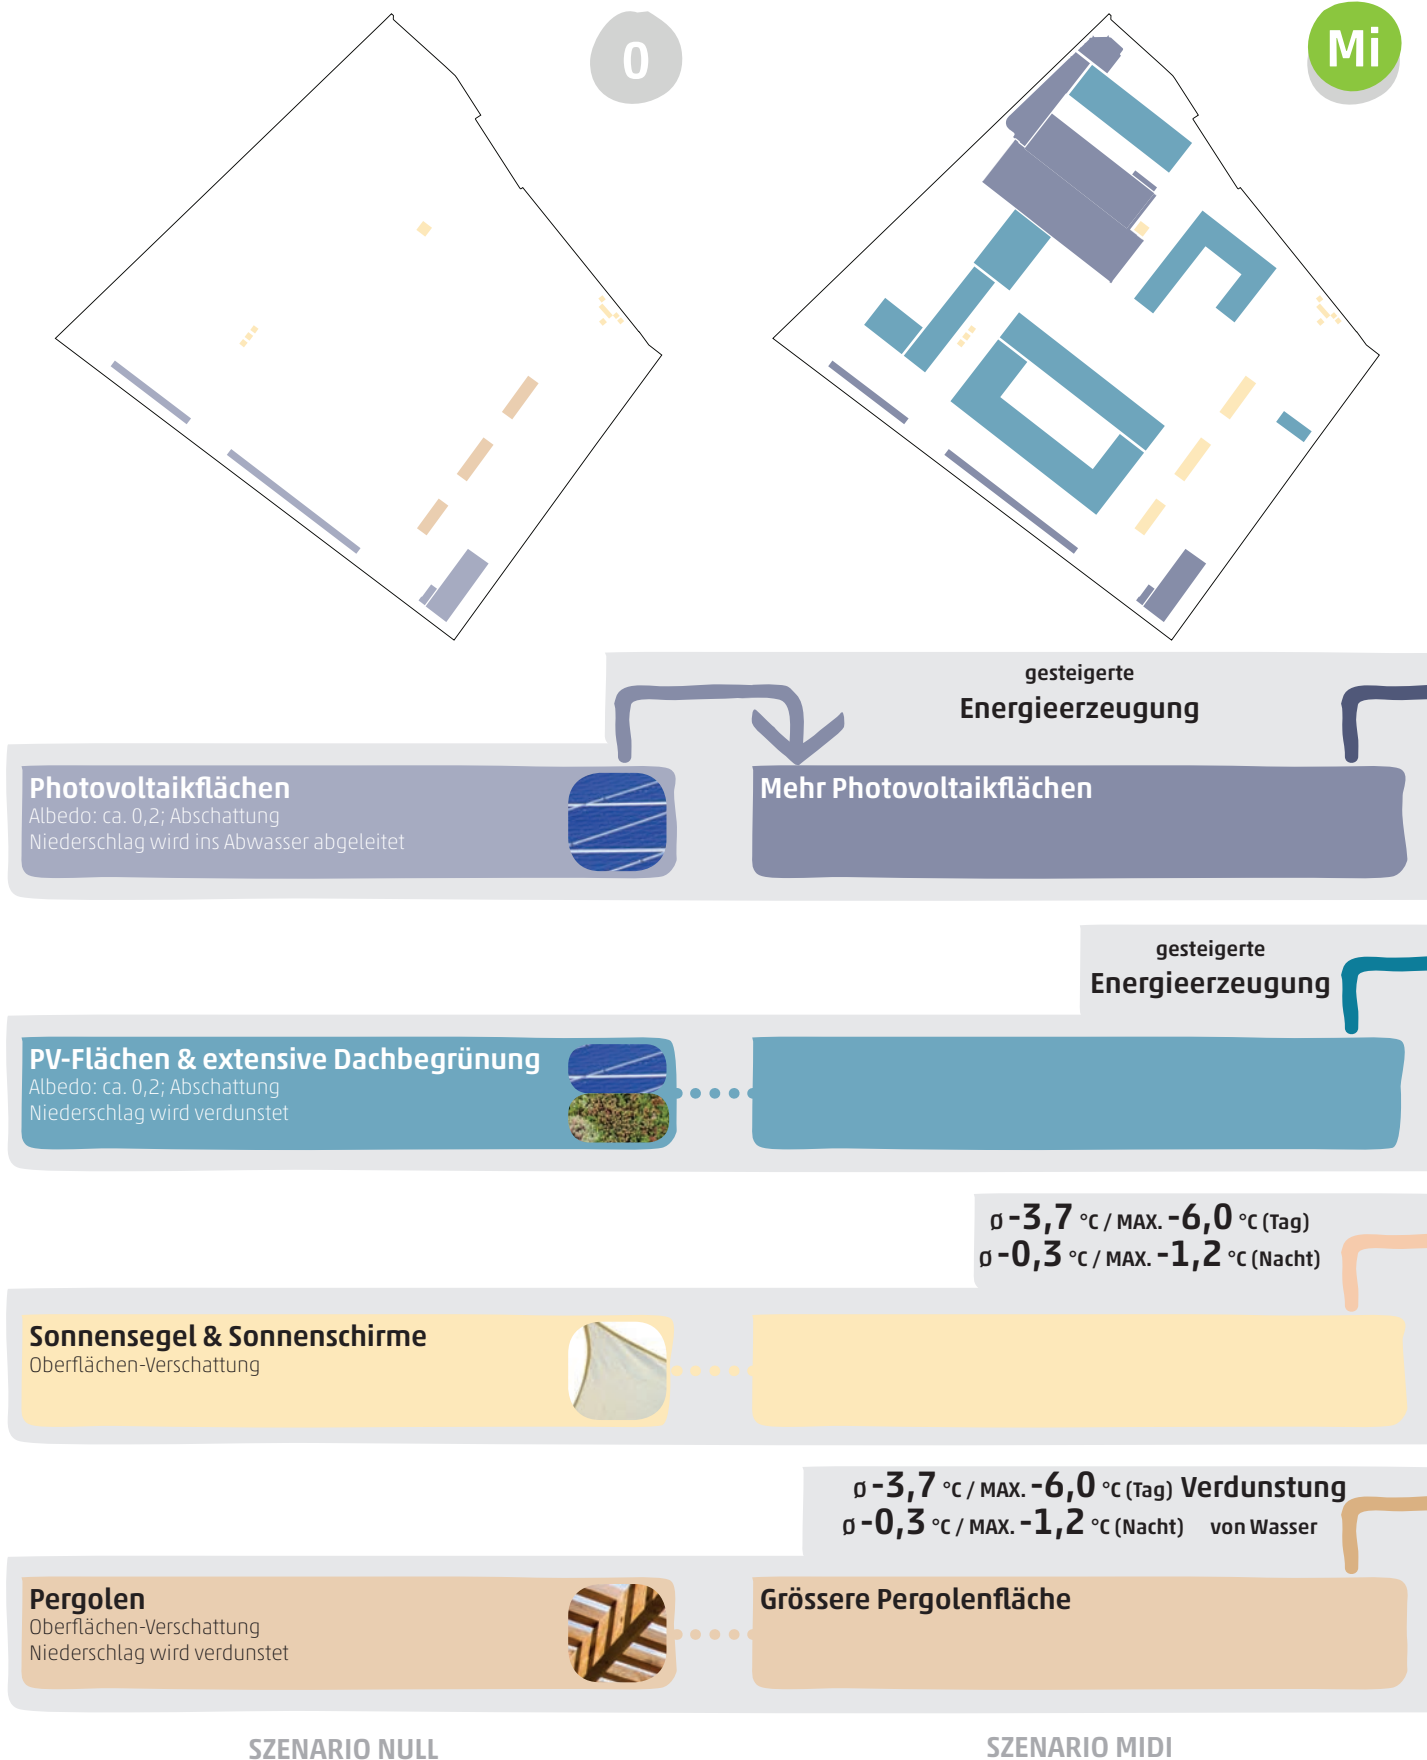 0
Mi
gesteigerte
Energieerzeugung
Photovoltaikflächen
Albedo: ca. 0,2; Abschattung
Niederschlag wird ins Abwasser abgeleitet
Mehr Photovoltaikflächen
gesteigerte
Energieerzeugung
PV-Flächen & extensive Dachbegrünung
Albedo: ca. 0,2; Abschattung
Niederschlag wird verdunstet
Ø -3,7 °C / MAX. -6,0 °C (Tag)
Ø -0,3 °C / MAX. -1,2 °C (Nacht)
Sonnensegel & Sonnenschirme
Oberflächen-Verschattung
Ø -3,7 °C / MAX. -6,0 °C (Tag) Verdunstung
Ø -0,3 °C / MAX. -1,2 °C (Nacht) von Wasser
Pergolen
Oberflächen-Verschattung
Niederschlag wird verdunstet
Grössere Pergolenfläche
SZENARIO NULL
SZENARIO MIDI